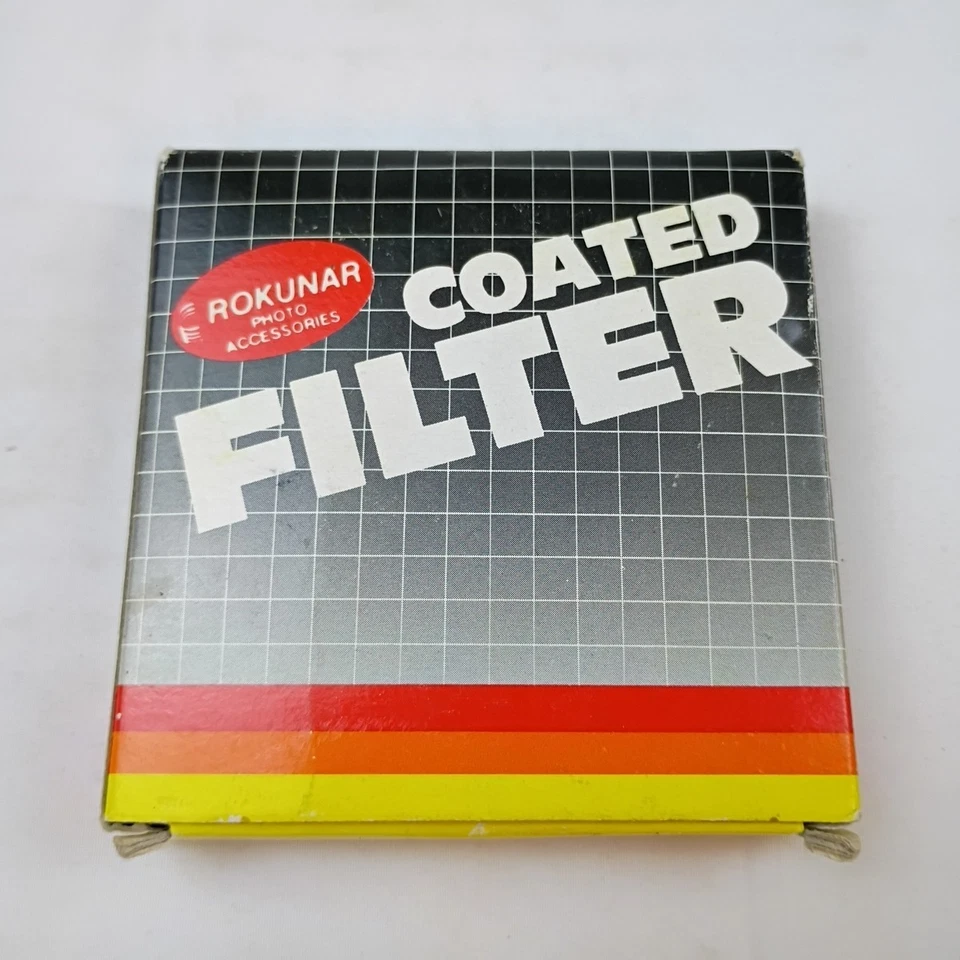 ROKUNAR
PHOTO
ACCESSORIES
COATED
FILTER